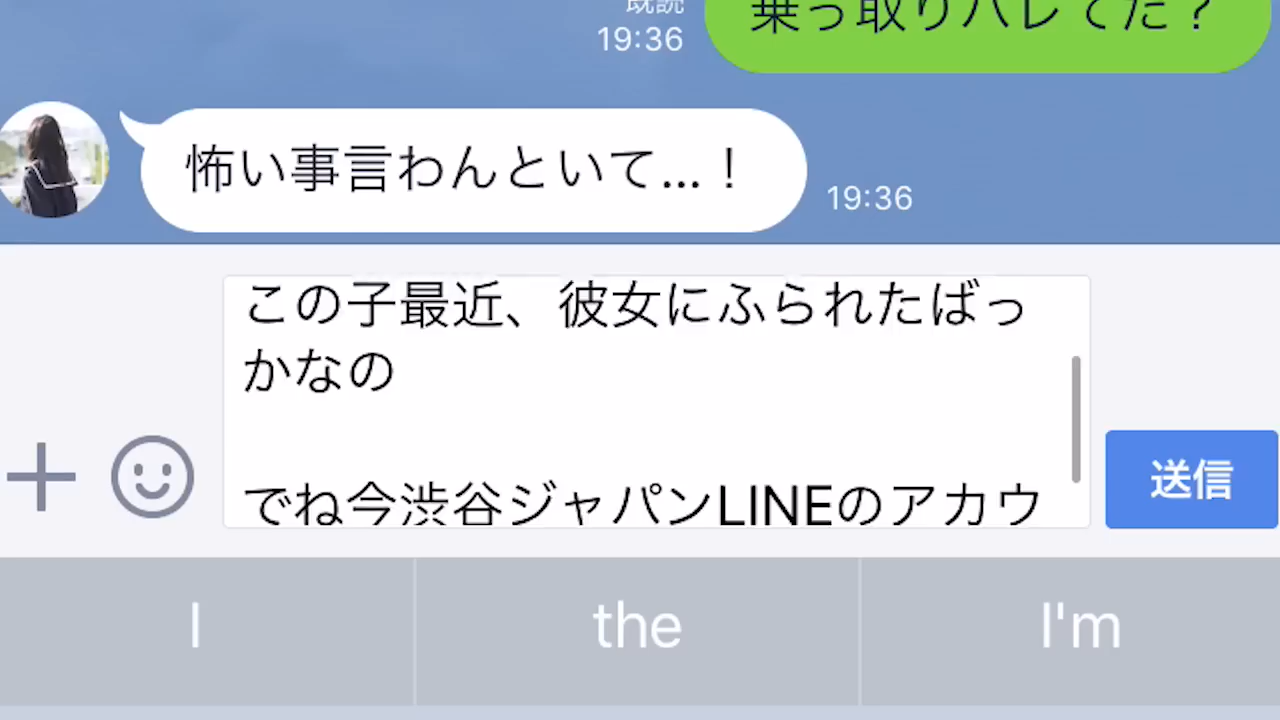 既読
19:36
乗っ取りバレてた？
怖い事言わんといて...！
19:36
この子最近、彼女にふられたばっ
かなの
でね今渋谷ジャパンLINEのアカウ
送信
I
the
I'm